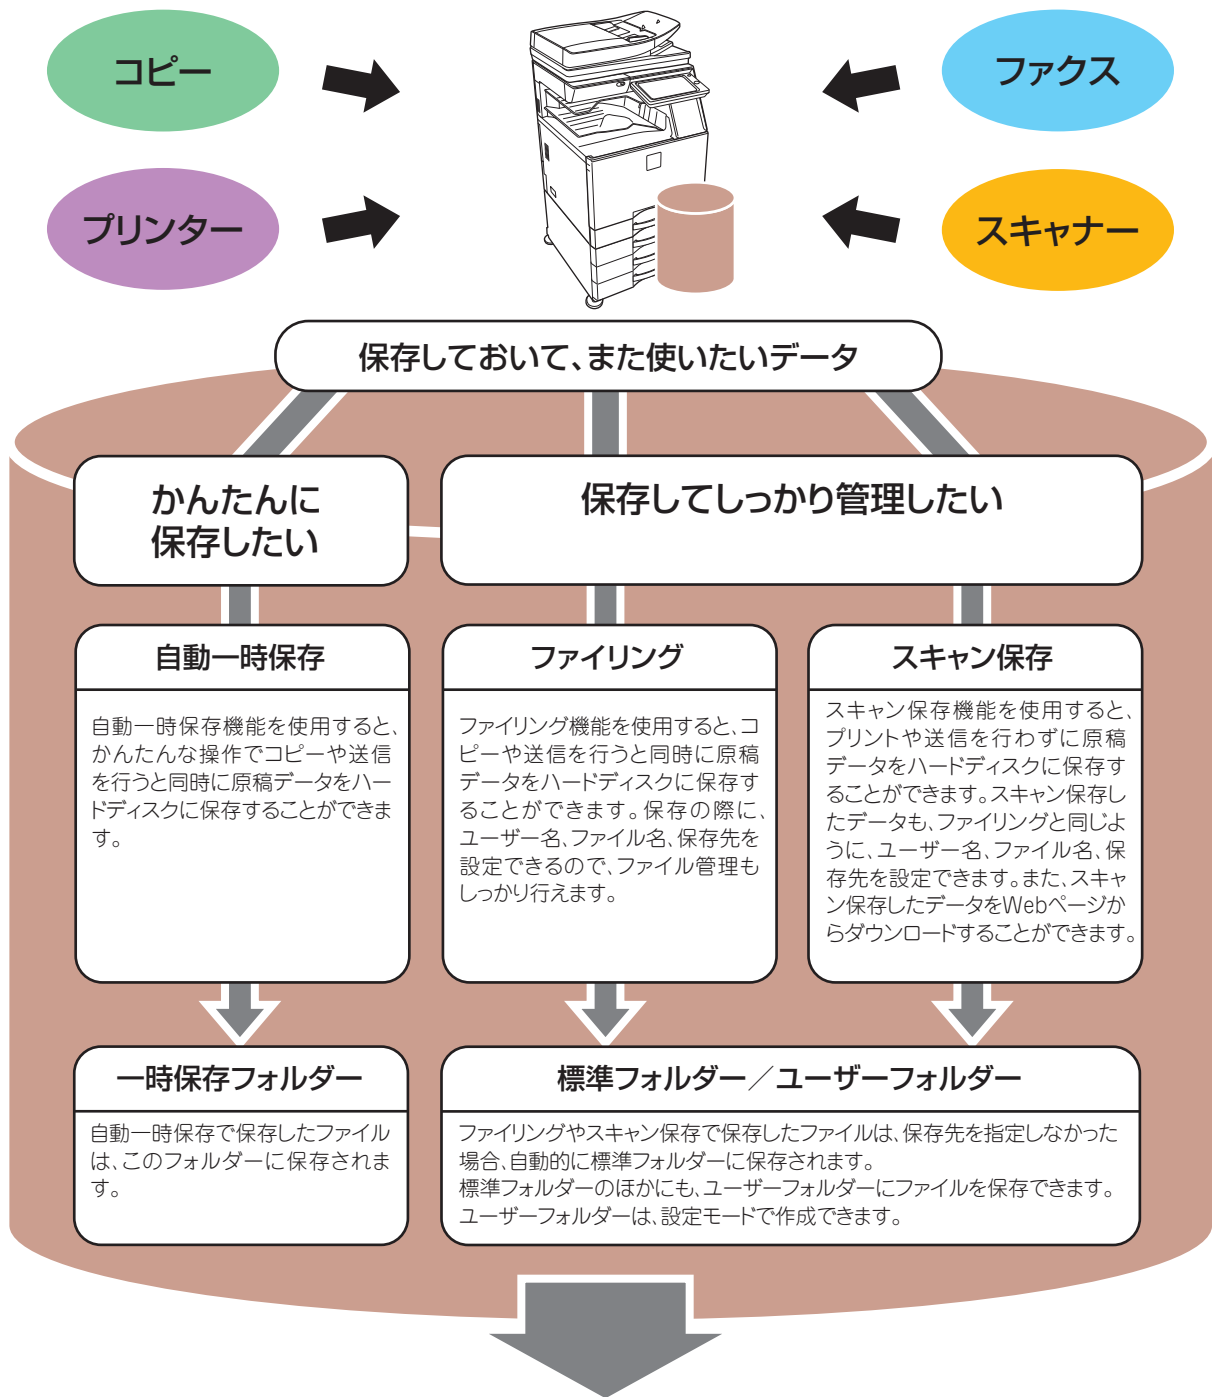 コピー
ファクス
プリンター
スキャナー
保存しておいて、また使いたいデータ
かんたんに
保存したい
保存してしっかり管理したい
自動一時保存
自動一時保存機能を使用すると、
かんたんな操作でコピーや送信
を行うと同時に原稿データをハー
ドディスクに保存することができま
す。
ファイリング
ファイリング機能を使用すると、コ
ピーや送信を行うと同時に原稿
データをハードディスクに保存す
ることができます。保存の際に、
ユーザー名、ファイル名、保存先を
設定できるので、ファイル管理も
しっかり行えます。
スキャン保存
スキャン保存機能を使用すると、
プリントや送信を行わずに原稿
データをハードディスクに保存す
ることができます。スキャン保存し
たデータも、ファイリングと同じよ
うに、ユーザー名、ファイル名、保
存先を設定できます。また、スキャ
ン保存したデータをWebページか
らダウンロードすることができます。
一時保存フォルダー
自動一時保存で保存したファイル
は、このフォルダーに保存されま
す。
標準フォルダー／ユーザーフォルダー
ファイリングやスキャン保存で保存したファイルは、保存先を指定しなかった
場合、自動的に標準フォルダーに保存されます。
標準フォルダーのほかにも、ユーザーフォルダーにファイルを保存できます。
ユーザーフォルダーは、設定モードで作成できます。